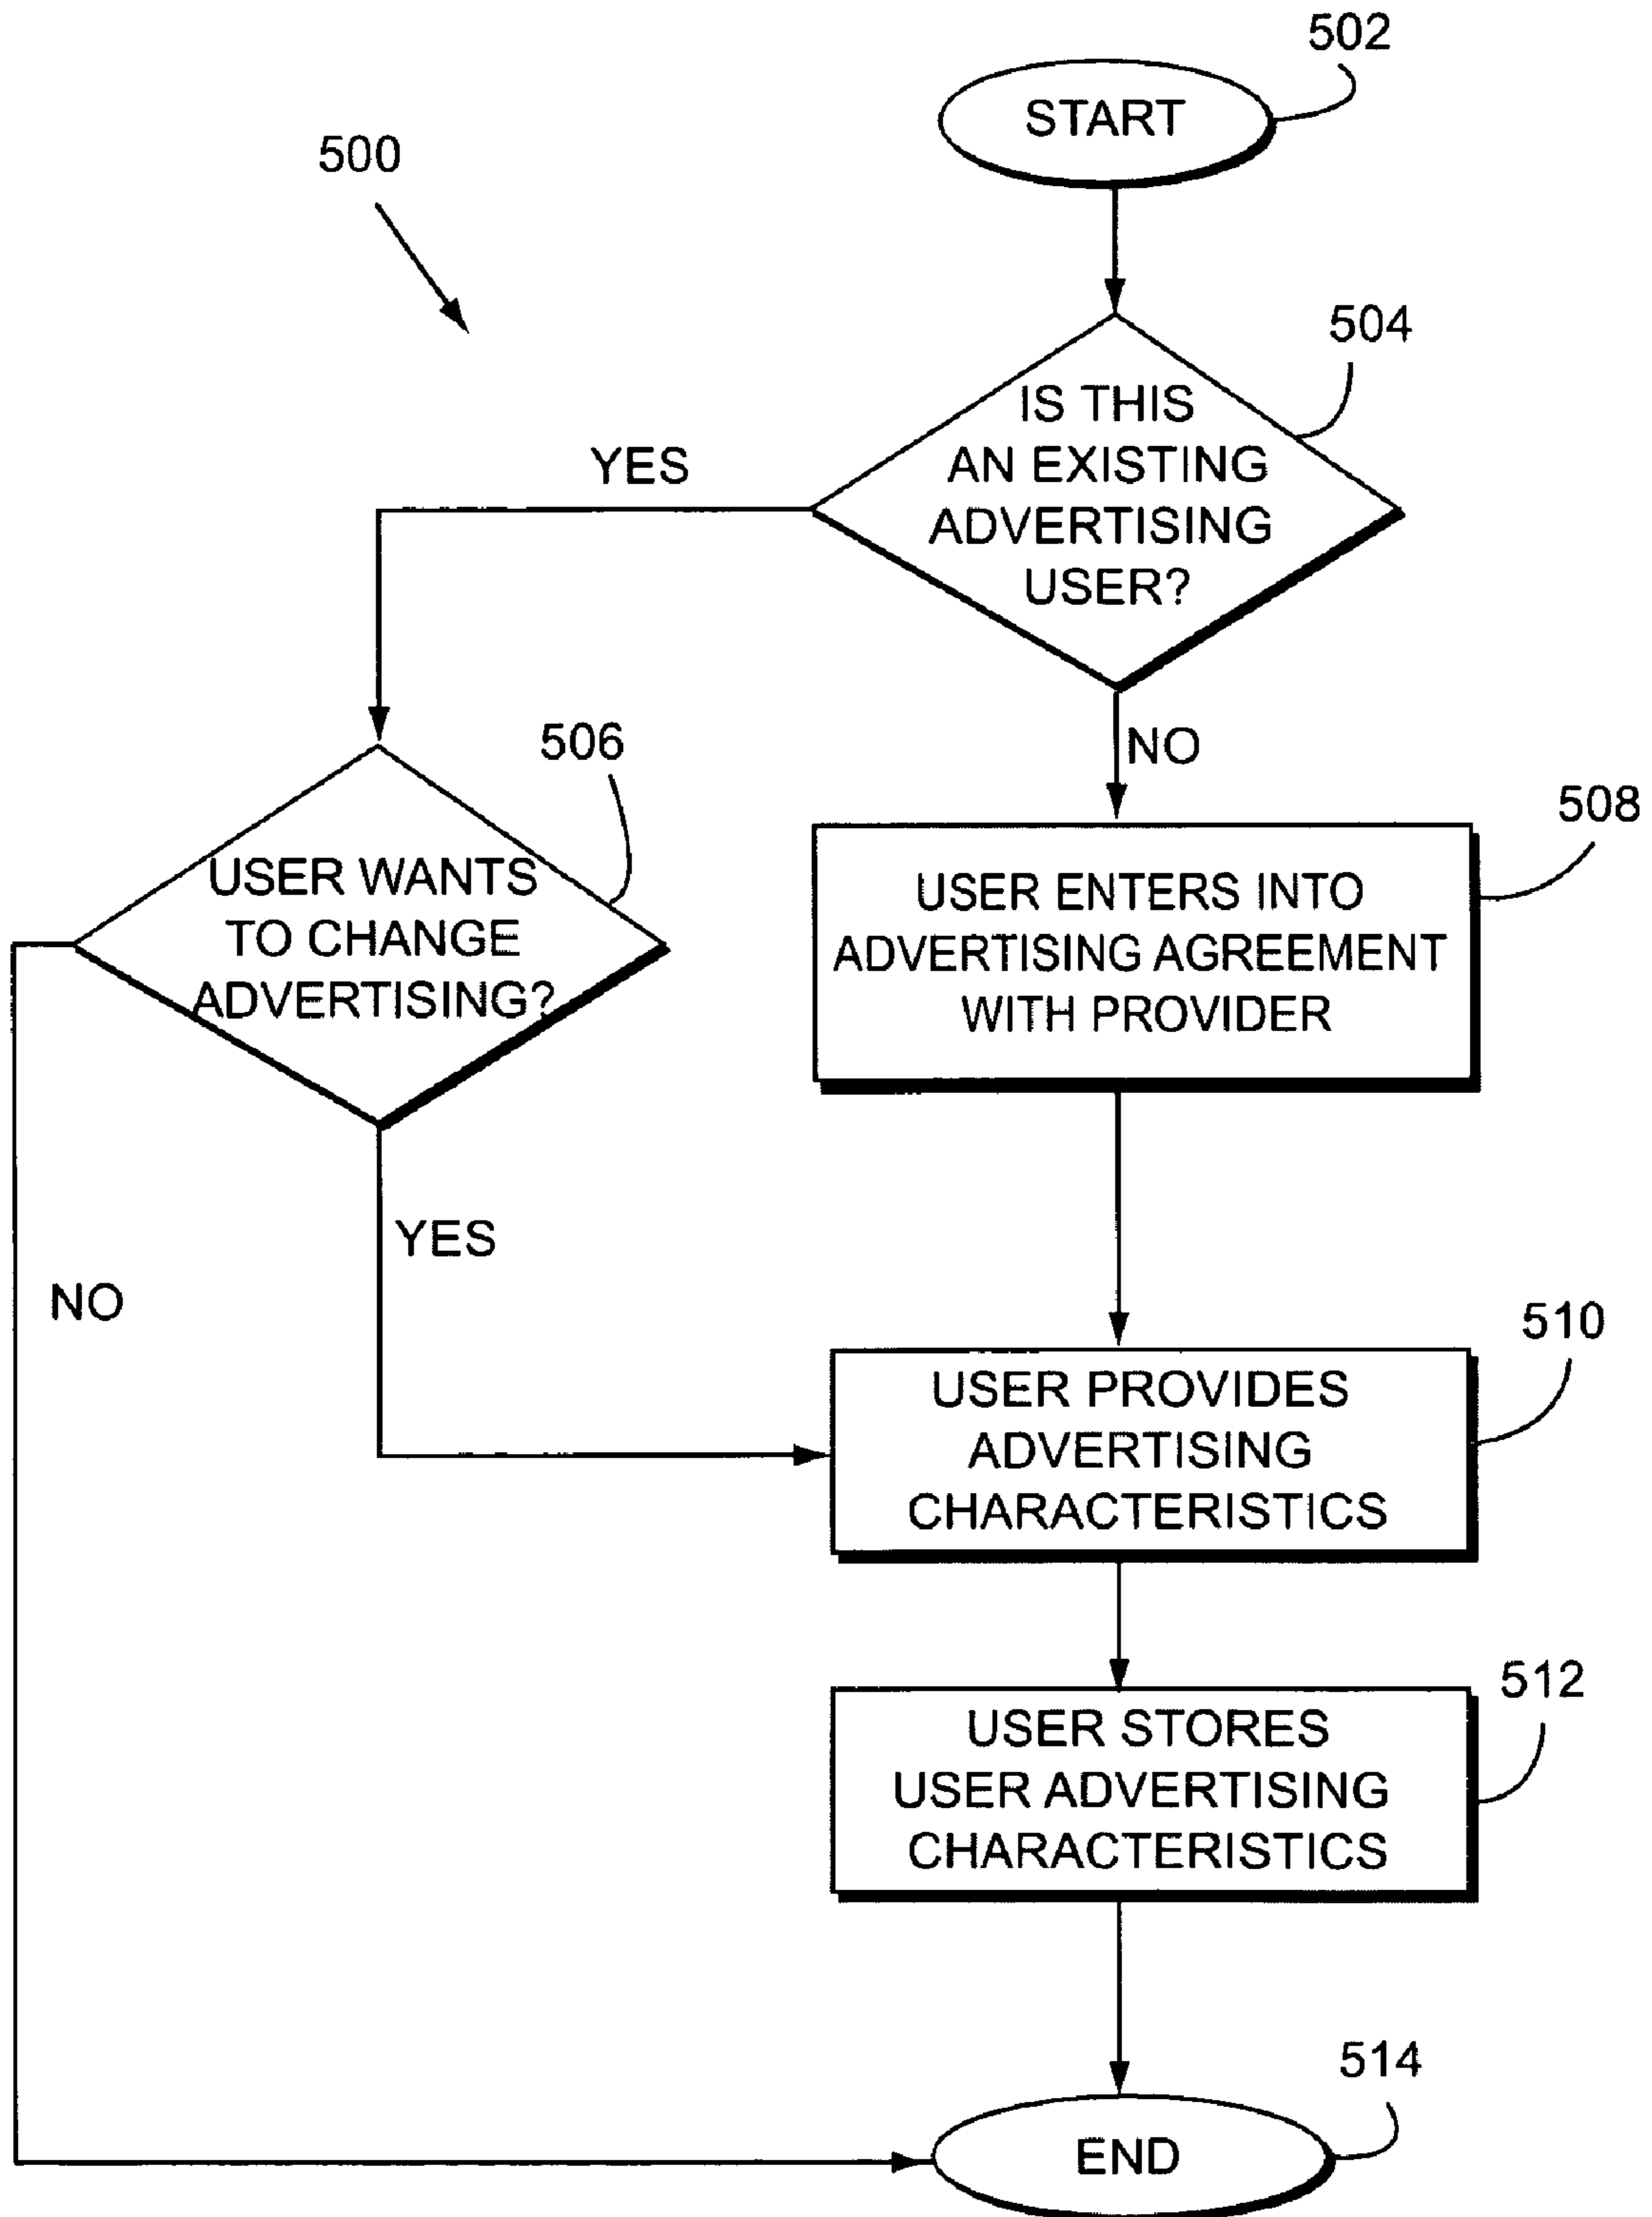 502
START
500
504
IS THIS
AN EXISTING
ADVERTISING
USER?
YES
NO
506
USER WANTS
TO CHANGE
ADVERTISING?
508
USER ENTERS INTO
ADVERTISING AGREEMENT
WITH PROVIDER
YES
NO
510
USER PROVIDES
ADVERTISING
CHARACTERISTICS
512
USER STORES
USER ADVERTISING
CHARACTERISTICS
514
END